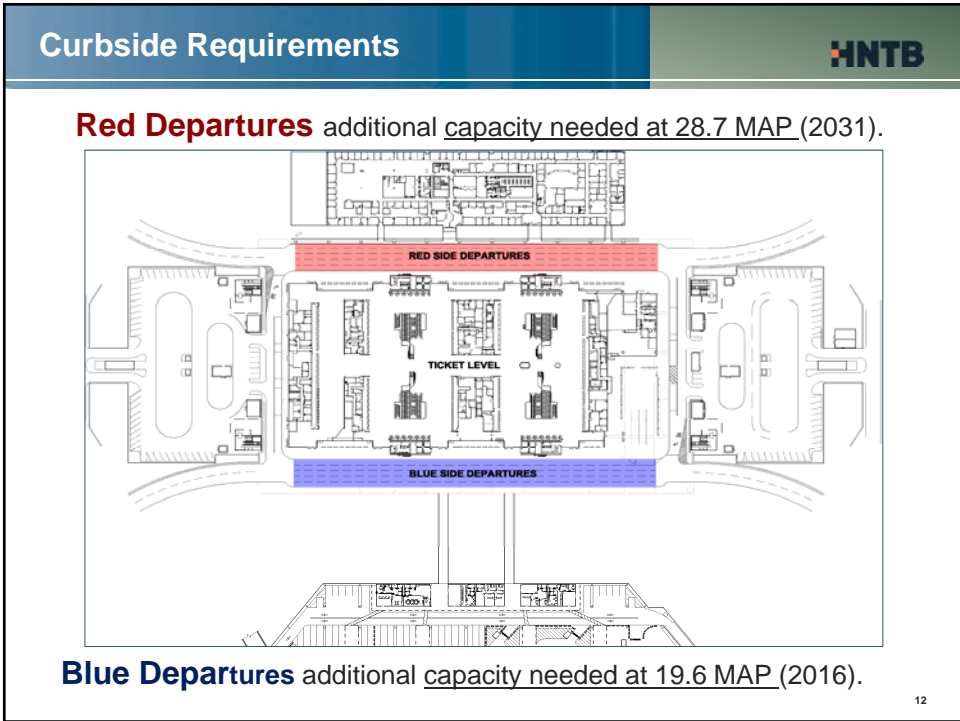 Curbside Requirements
HNTB
Red Departures additional capacity needed at 28.7 MAP (2031).
RED SIDE DEPARTURES
TICKET LEVEL
BLUE SIDE DEPARTURES
Blue Departures additional capacity needed at 19.6 MAP (2016).
12